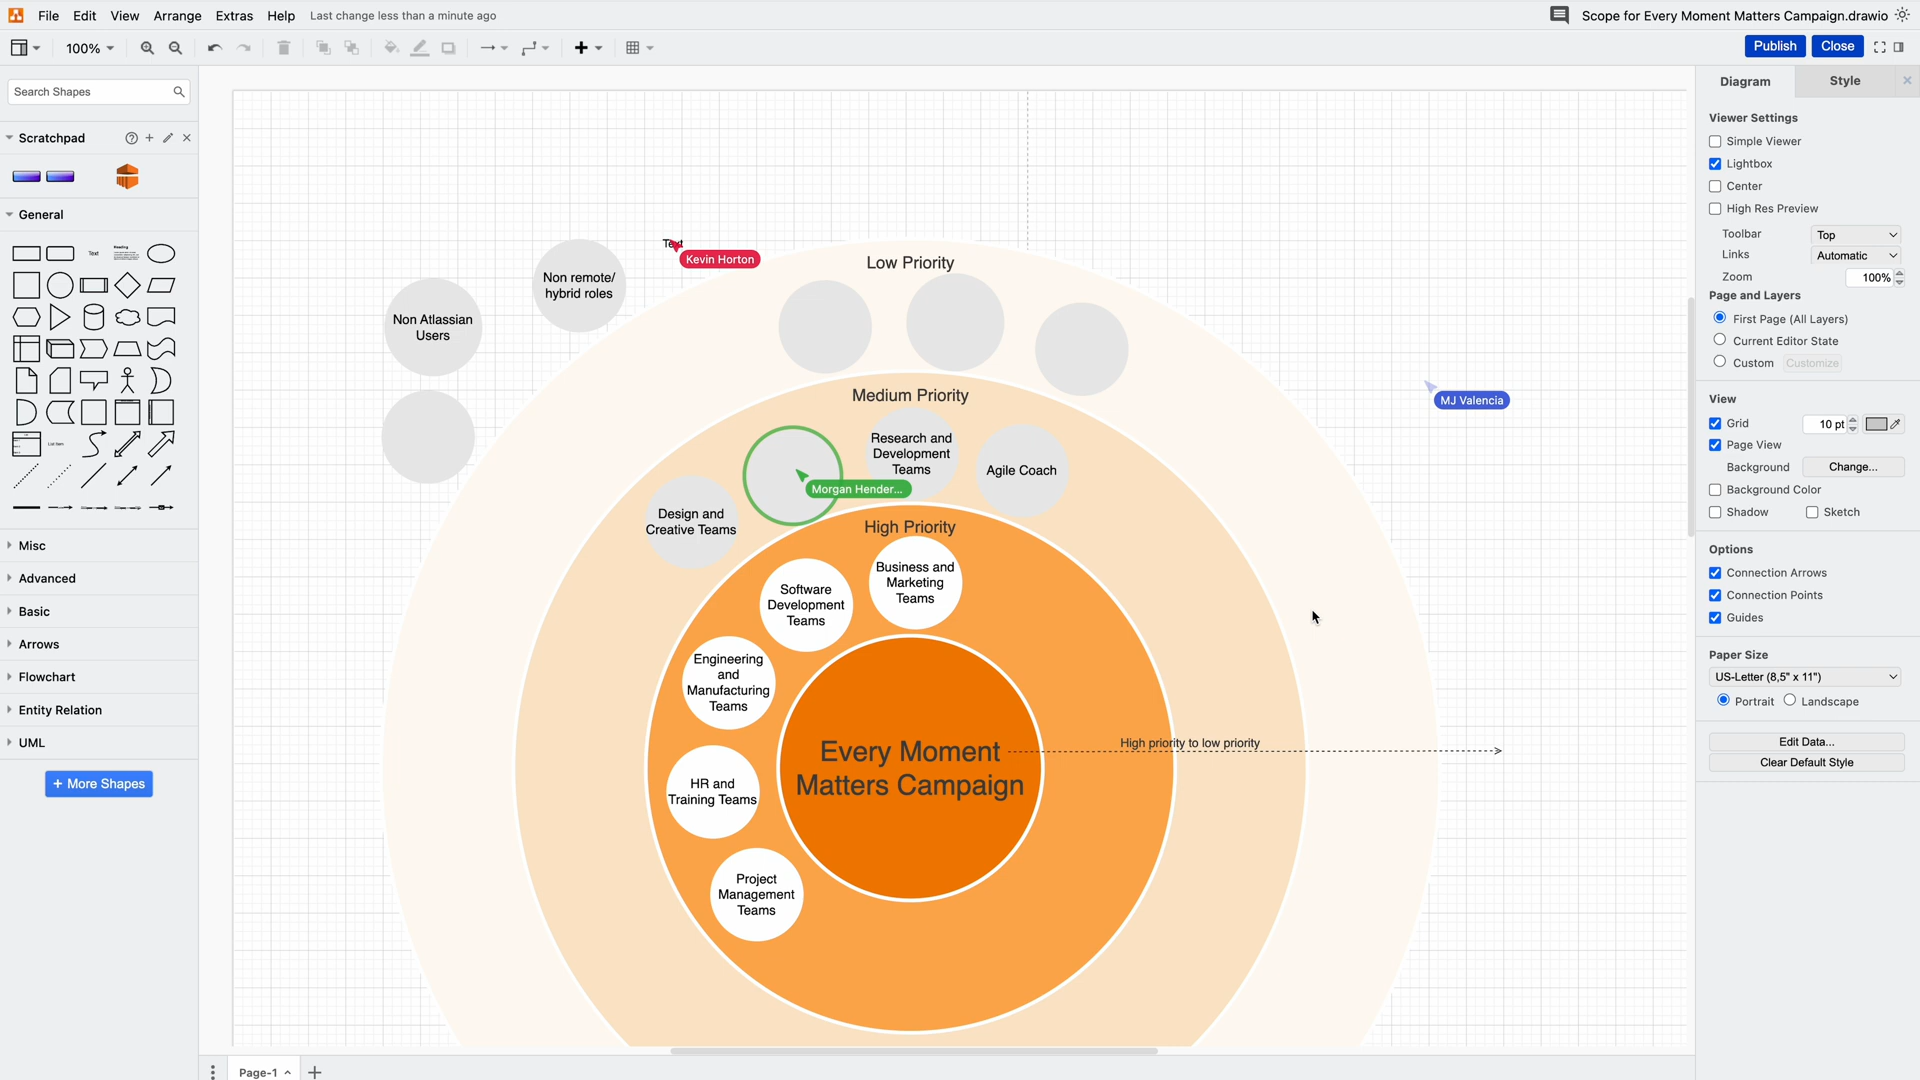 File Edit View Arrange Extras Help Last change less than a minute ago
Scope for Every Moment Matters Campaign.drawio
100%
Publish Close
Search Shapes
Scratchpad
General
Text
Heading
List Item
Misc
Advanced
Basic
Arrows
Flowchart
Entity Relation
UML
+ More Shapes
Non remote/
hybrid roles
Text
Kevin Horton
Non Atlassian
Users
Low Priority
MJ Valencia
Medium Priority
Research and
Development
Teams
Agile Coach
Morgan Hender...
Design and
Creative Teams
High Priority
Business and
Marketing
Teams
Software
Development
Teams
Engineering
and
Manufacturing
Teams
HR and
Training Teams
Project
Management
Teams
Every Moment
Matters Campaign
High priority to low priority
Page-1
Diagram Style
Viewer Settings
Simple Viewer
Lightbox
Center
High Res Preview
Toolbar Top
Links Automatic
Zoom 100%
Page and Layers
First Page (All Layers)
Current Editor State
Custom Customize
View
Grid 10 pt
Page View
Background Change...
Background Color
Shadow Sketch
Options
Connection Arrows
Connection Points
Guides
Paper Size
US-Letter (8,5" x 11")
Portrait Landscape
Edit Data...
Clear Default Style